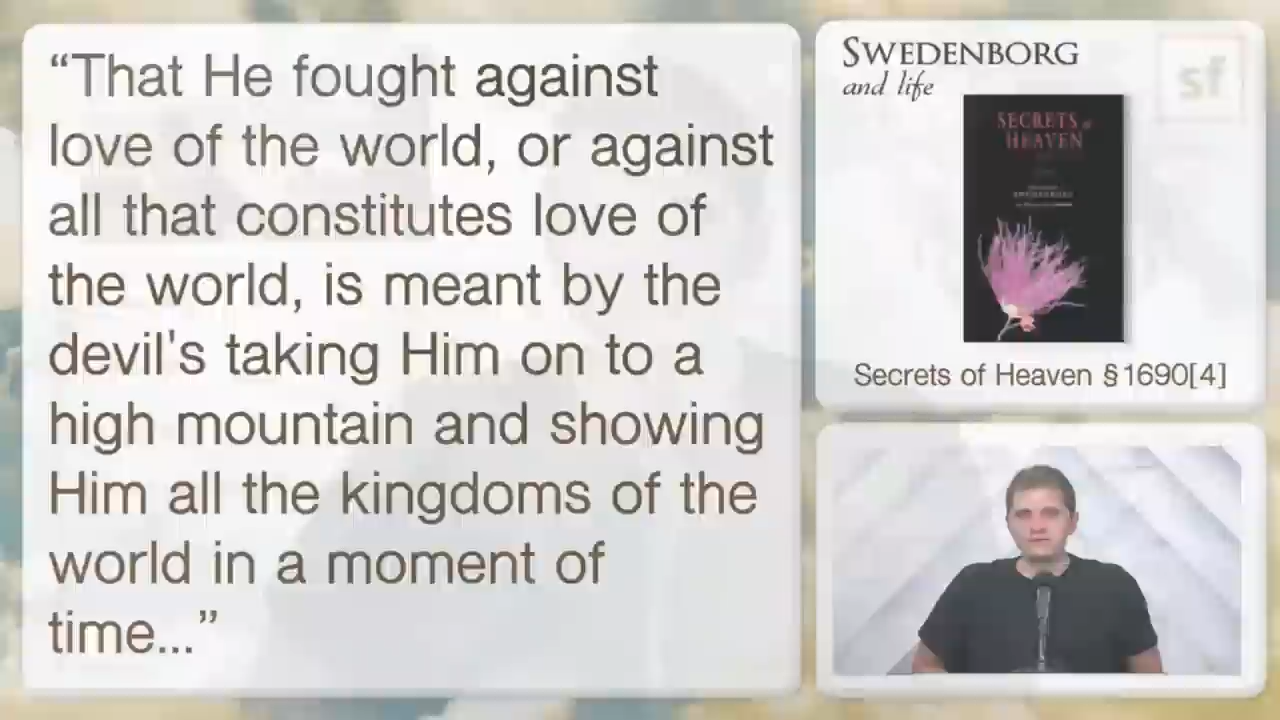 “That He fought against
love of the world, or against
all that constitutes love of
the world, is meant by the
devil's taking Him on to a
high mountain and showing
Him all the kingdoms of the
world in a moment of
time...”
SWEDENBORG
and life
sf
SECRETS of
HEAVEN
Secrets of Heaven §1690[4]